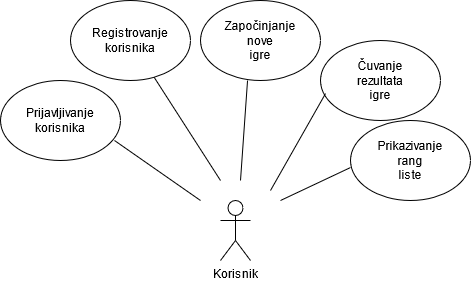 Prijavljivanje
korisnika
Registrovanje
korisnika
Započinjanje
nove
igre
Čuvanje
rezultata
igre
Prikazivanje
rang
liste
Korisnik